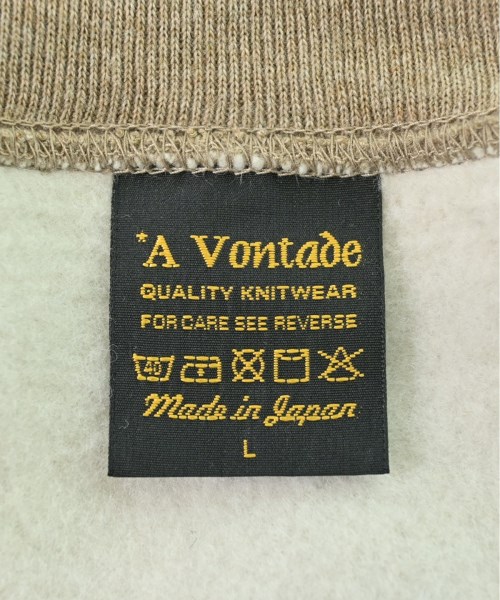 *A Vontade
QUALITY KNITWEAR
FOR CARE SEE REVERSE
40
Made in Japan
L